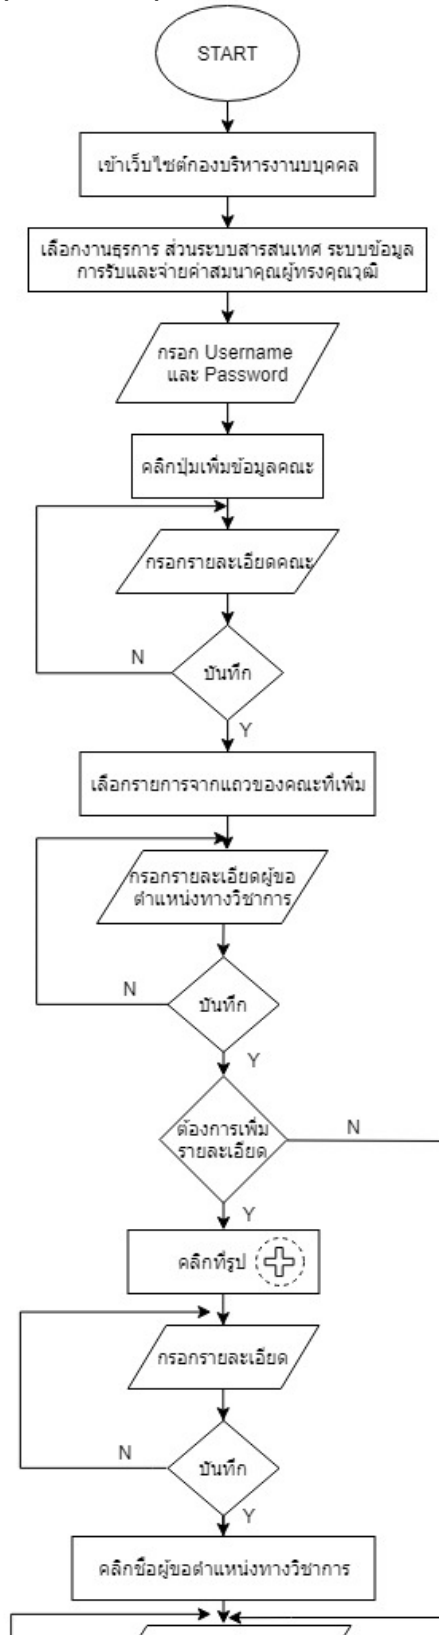 START
เข้าเว็บไซต์กองบริหารงานบบุคคล
เลือกงานธุรการ ส่วนระบบสารสนเทศ ระบบข้อมูล
การรับและจ่ายค่าสมนาคุณผู้ทรงคุณวุฒิ
กรอก Username
และ Password
คลิกปุ่มเพิ่มข้อมูลคณะ
กรอกรายละเอียดคณะ
N
บันทึก
Y
เลือกรายการจากแถวของคณะที่เพิ่ม
กรอกรายละเอียดผู้ขอ
ตำแหน่งทางวิชาการ
N
บันทึก
Y
ต้องการเพิ่ม
รายละเอียด
N
Y
คลิกที่รูป
กรอกรายละเอียด
N
บันทึก
Y
คลิกชื่อผู้ขอตำแหน่งทางวิชาการ